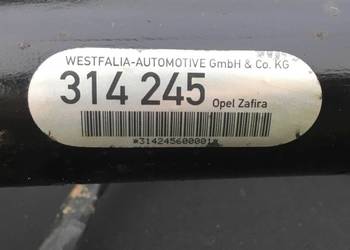 WESTFALIA-AUTOMOTIVE GmbH & Co. KG
314 245 Opel Zafira
*314245600001*